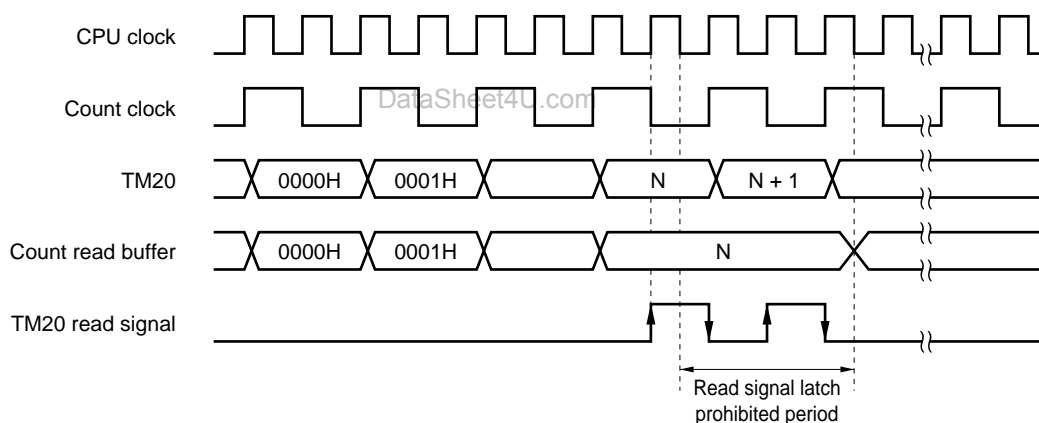 CPU clock
DataSheet4U.com
Count clock
TM20 0000H 0001H N N + 1
Count read buffer 0000H 0001H N
TM20 read signal
Read signal latch
prohibited period